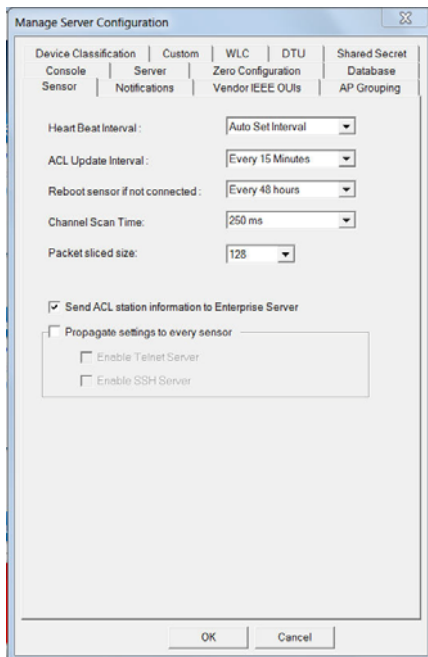 Manage Server Configuration
Device Classification Custom WLC DTU Shared Secret
Console Server Zero Configuration Database
Sensor Notifications Vendor IEEE OUIs AP Grouping
Heart Beat Interval : Auto Set Interval
ACL Update Interval : Every 15 Minutes
Reboot sensor if not connected : Every 48 hours
Channel Scan Time: 250 ms
Packet sliced size: 128
Send ACL station information to Enterprise Server
Propagate settings to every sensor
Enable Telnet Server
Enable SSH Server
OK Cancel